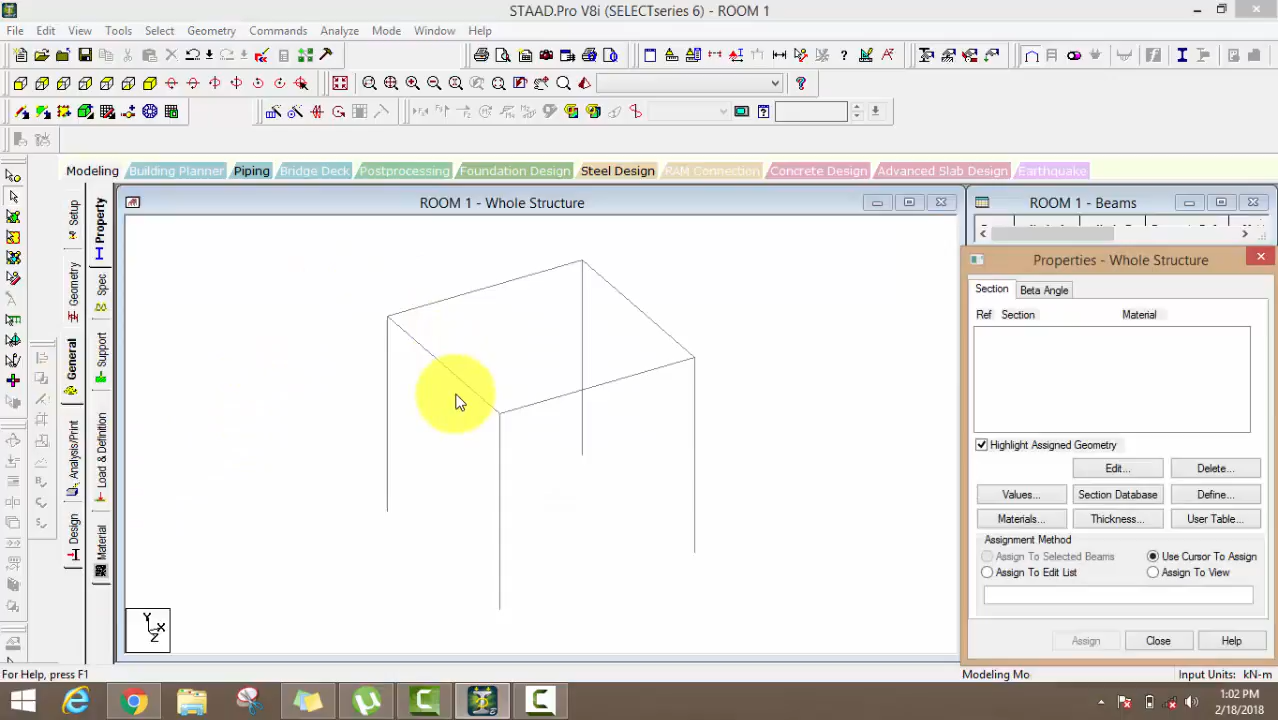 STAAD.Pro V8i (SELECTseries 6) - ROOM 1
File Edit View Tools Select Geometry Commands Analyze Mode Window Help
Modeling Building Planner Piping Bridge Deck Postprocessing Foundation Design Steel Design RAM Connection Concrete Design Advanced Slab Design Earthquake
Setup
Geometry
General
Analysis/Print
Design
Property
Spec
Support
Load & Definition
Material
ROOM 1 - Whole Structure
ROOM 1 - Beams
Properties - Whole Structure
Section Beta Angle
Ref Section Material
Highlight Assigned Geometry
Edit... Delete...
Values... Section Database Define...
Materials... Thickness... User Table...
Assignment Method
Assign To Selected Beams Use Cursor To Assign
Assign To Edit List Assign To View
Assign Close Help
Y
X
Z
For Help, press F1
Modeling Mo Input Units: kN-m
1:02 PM
2/18/2018